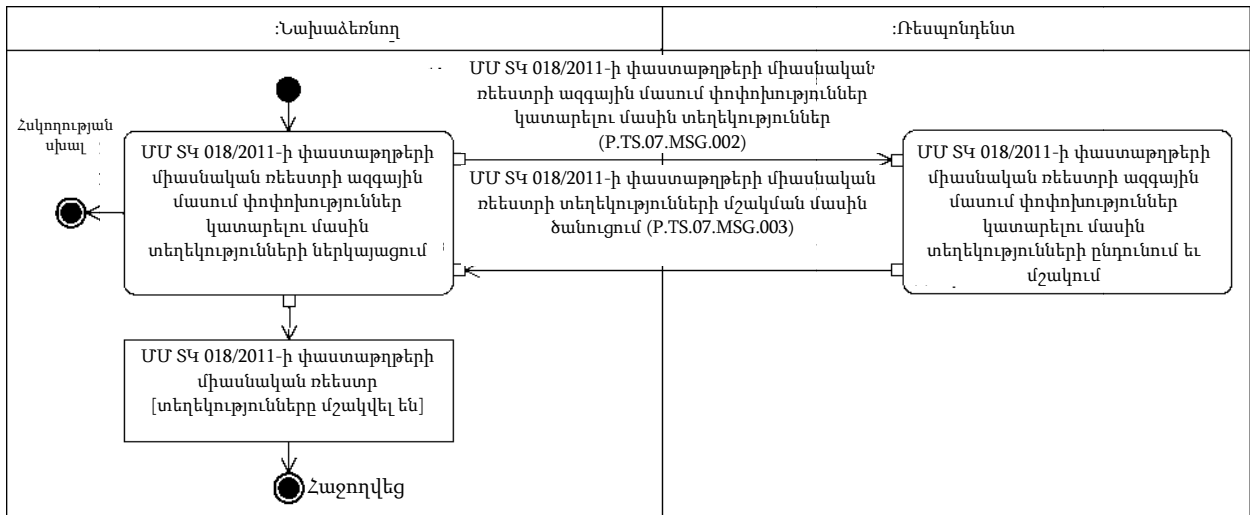 :Նախաձեռնող
:Ռեսպոնդենտ
ՄՄ ՏԿ 018/2011-ի փաստաթղթերի միասնական
ռեեստրի ազգային մասում փոփոխություններ
կատարելու մասին տեղեկություններ
(P.TS.07.MSG.002)
Հսկողության
սխալ
ՄՄ ՏԿ 018/2011-ի փաստաթղթերի
միասնական ռեեստրի ազգային
մասում փոփոխություններ
կատարելու մասին
տեղեկությունների ներկայացում
ՄՄ ՏԿ 018/2011-ի փաստաթղթերի միասնական
ռեեստրի տեղեկությունների մշակման մասին
ծանուցում (P.TS.07.MSG.003)
ՄՄ ՏԿ 018/2011-ի փաստաթղթերի
միասնական ռեեստրի ազգային
մասում փոփոխություններ
կատարելու մասին
տեղեկությունների ընդունում եւ
մշակում
ՄՄ ՏԿ 018/2011-ի փաստաթղթերի
միասնական ռեեստր
[տեղեկությունները մշակվել են]
Հաջողվեց